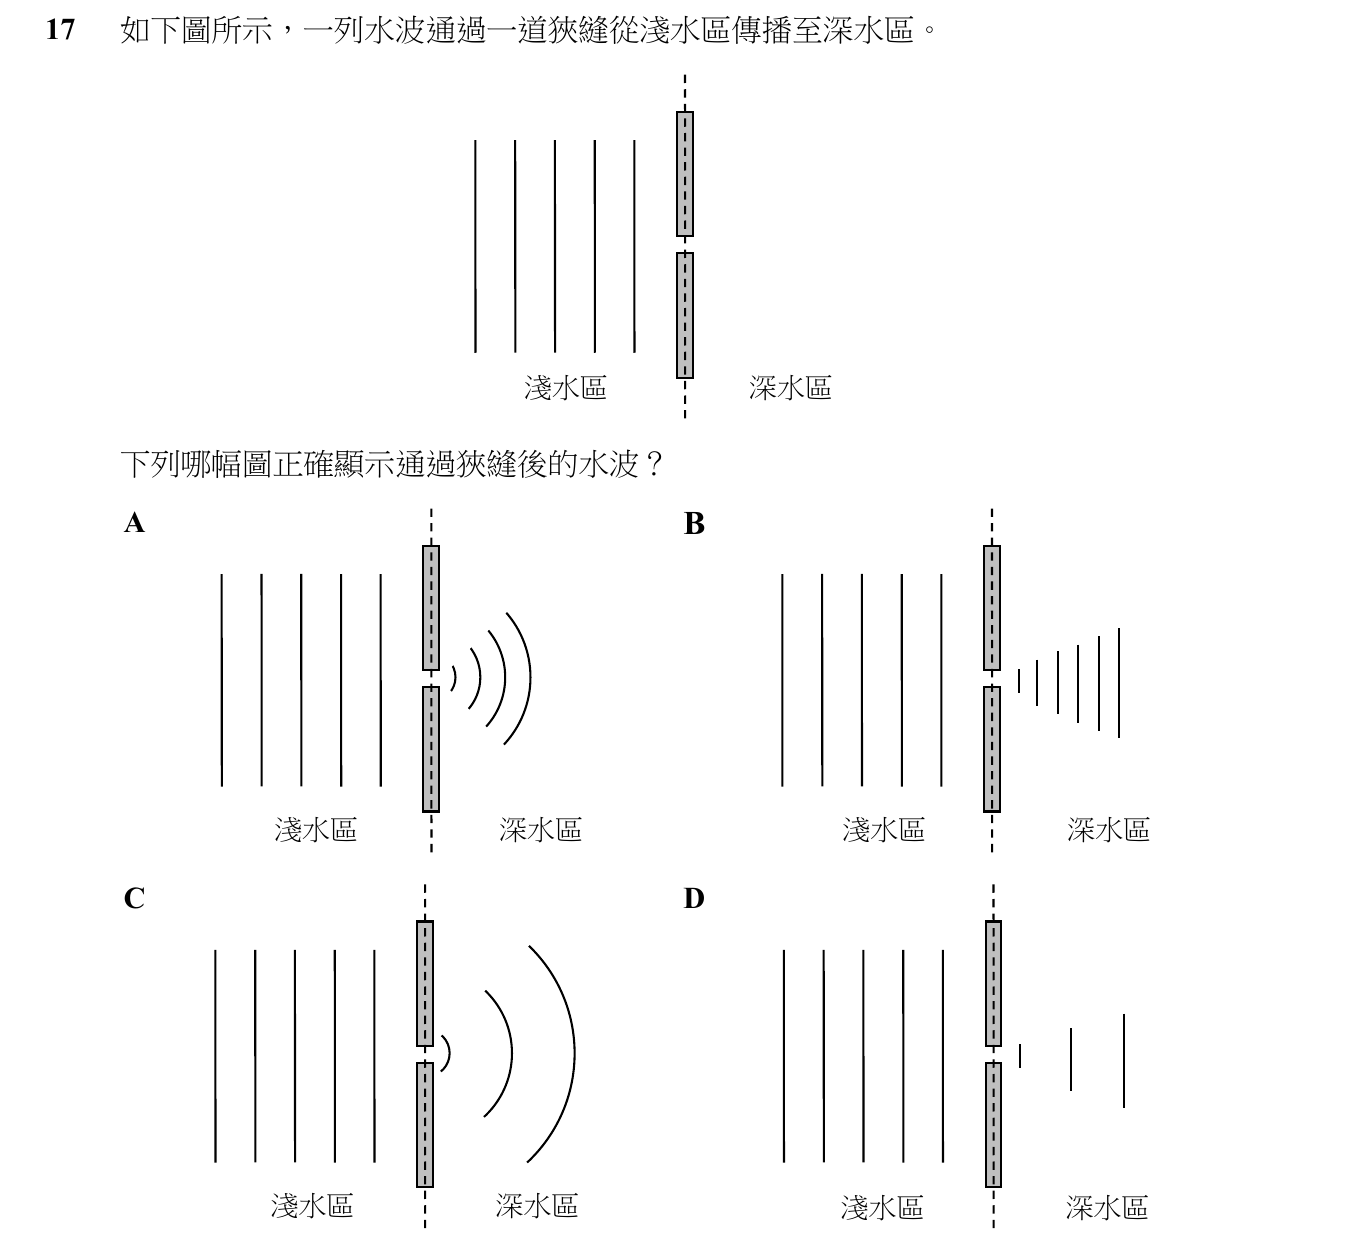 17 如下圖所示，一列水波通過一道狹縫從淺水區傳播至深水區。
淺水區 深水區
下列哪幅圖正確顯示通過狹縫後的水波？
A B
淺水區 深水區 淺水區 深水區
C D
淺水區 深水區 淺水區 深水區